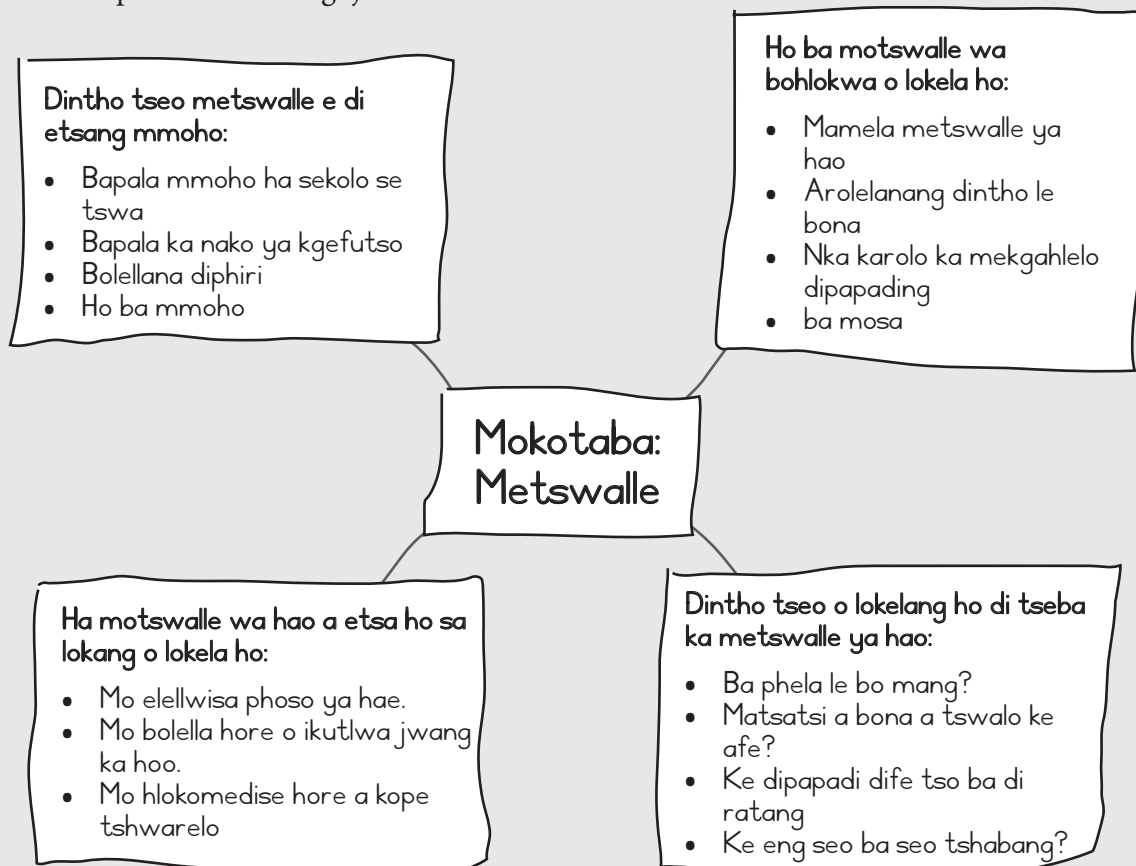 Dintho tseo metswalle e di
etsang mmoho:
• Bapala mmoho ha sekolo se
tswa
• Bapala ka nako ya kgefutso
• Bolellana diphiri
• Ho ba mmoho
Ho ba motswalle wa
bohlokwa o lokela ho:
• Mamela metswalle ya
hao
• Arolelanang dintho le
bona
• Nka karolo ka mekgahlelo
dipapading
• ba mosa
Mokotaba:
Metswalle
Ha motswalle wa hao a etsa ho sa
lokang o lokela ho:
• Mo elellwisa phoso ya hae.
• Mo bolella hore o ikutlwa jwang
ka hoo.
• Mo hlokomedise hore a kope
tshwarelo
Dintho tseo o lokelang ho di tseba
ka metswalle ya hao:
• Ba phela le bo mang?
• Matsatsi a bona a tswalo ke
afe?
• Ke dipapadi dife tso ba di
ratang
• Ke eng seo ba seo tshabang?